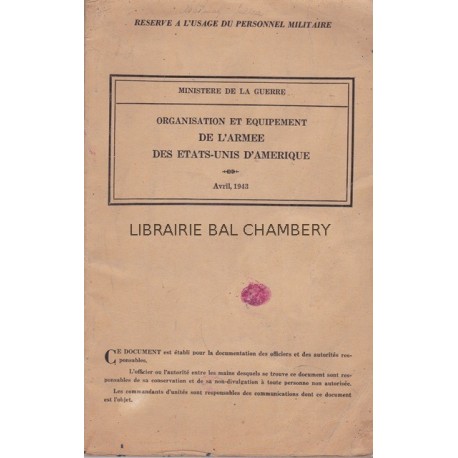 RESERVE A L'USAGE DU PERSONNEL MILITAIRE
MINISTERE DE LA GUERRE
ORGANISATION ET EQUIPEMENT
DE L'ARMEE
DES ETATS-UNIS D'AMERIQUE
Avril, 1943
LIBRAIRIE BAL CHAMBERY
CE DOCUMENT est établi pour la documentation des officiers et des autorités res-
ponsables.
L'officier ou l'autorité entre les mains desquels se trouve ce document sont res-
ponsables de sa conservation et de sa non-divulgation à toute personne non autorisée.
Les commandants d'unités sont responsables des communications dont ce document
est l'objet.